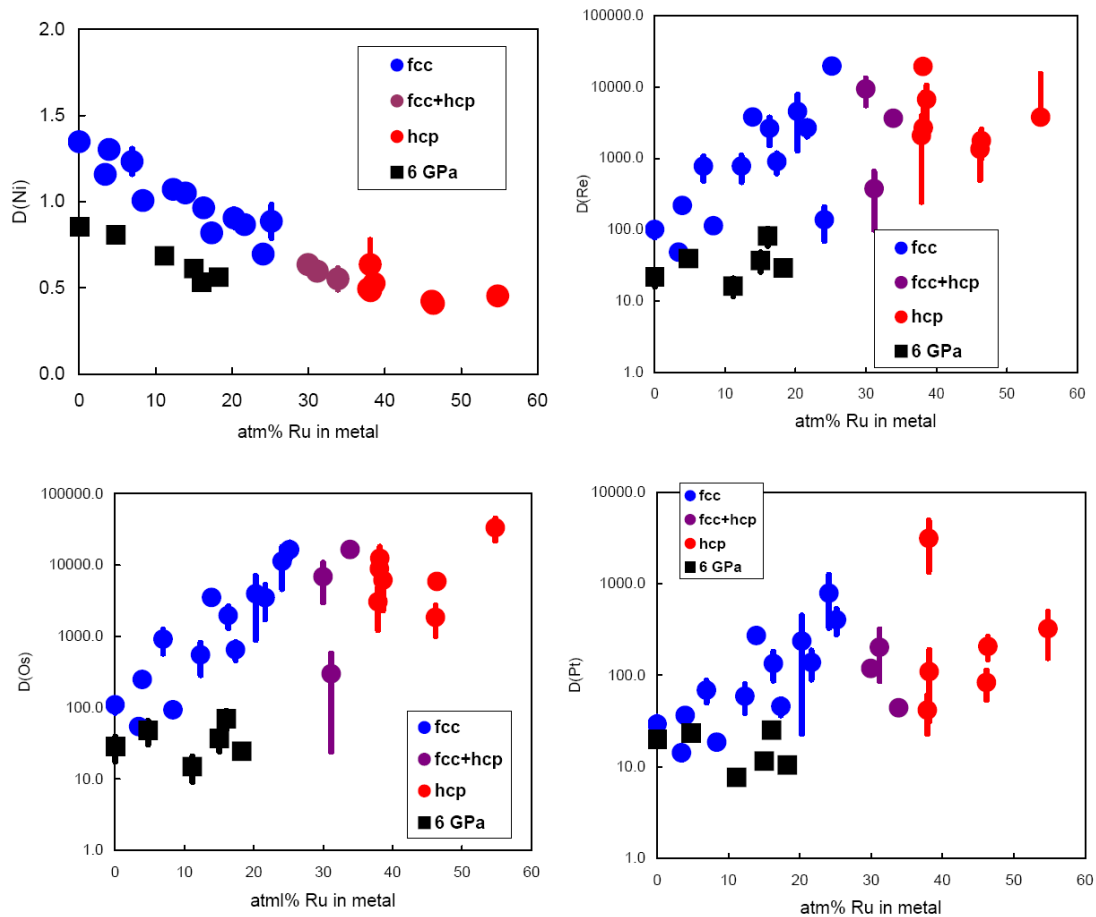 2.0
1.5
1.0
0.5
0.0
D(Ni)
fcc
fcc+hcp
hcp
6 GPa
0 10 20 30 40 50 60
atm% Ru in metal
100000.0
10000.0
1000.0
100.0
10.0
1.0
D(Re)
fcc
fcc+hcp
hcp
6 GPa
0 10 20 30 40 50 60
atm% Ru in metal
100000.0
10000.0
1000.0
100.0
10.0
1.0
D(Os)
fcc
fcc+hcp
hcp
6 GPa
0 10 20 30 40 50 60
atml% Ru in metal
10000.0
1000.0
100.0
10.0
1.0
D(Pt)
fcc
fcc+hcp
hcp
6 GPa
0 10 20 30 40 50 60
atm% Ru in metal